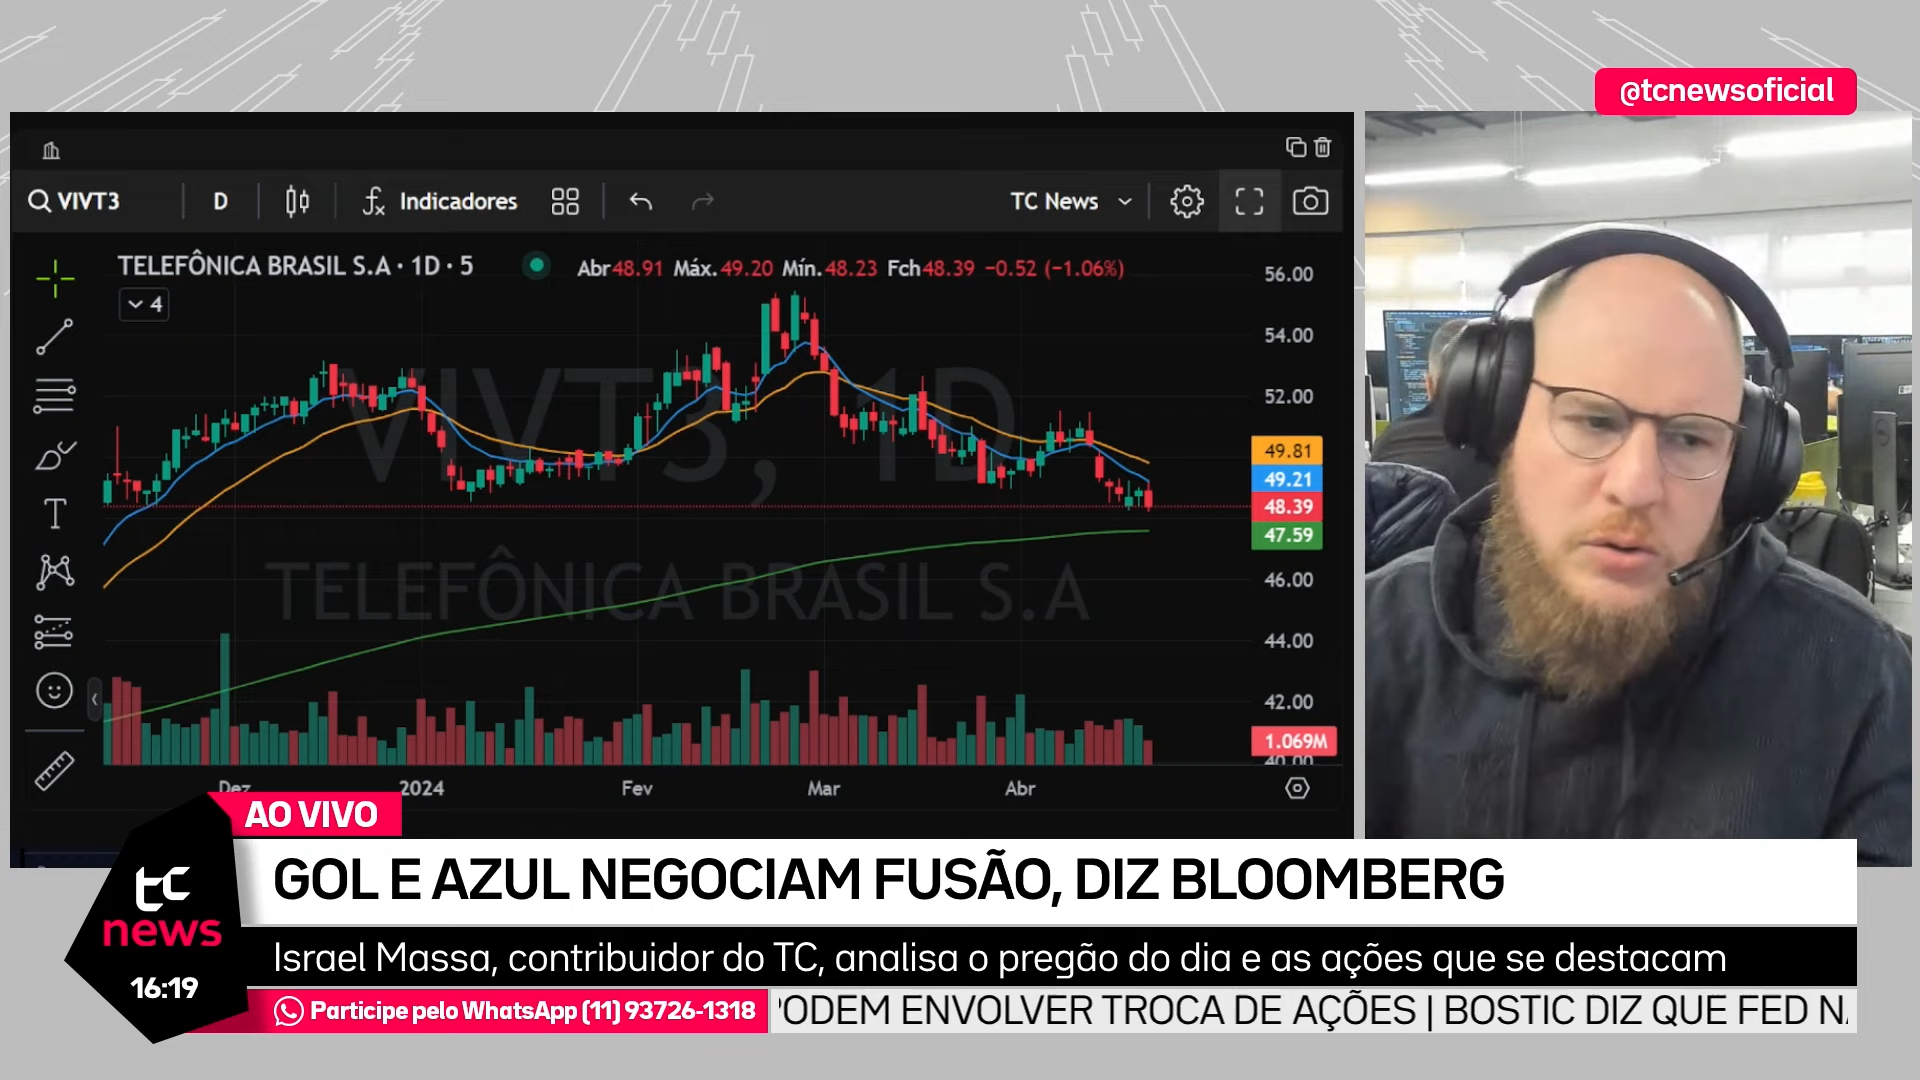 @tcnewsoficial
VIVT3
D
Indicadores
TC News
TELEFÔNICA BRASIL S.A · 1D · 5
Abr48.91 Máx.49.20 Mín.48.23 Fch48.39 −0.52 (−1.06%)
4
VIVT3, 1D
TELEFÔNICA BRASIL S.A
56.00
54.00
52.00
49.81
49.21
48.39
47.59
46.00
44.00
42.00
1.069M
40.00
Dez
2024
Fev
Mar
Abr
AO VIVO
GOL E AZUL NEGOCIAM FUSÃO, DIZ BLOOMBERG
Israel Massa, contribuidor do TC, analisa o pregão do dia e as ações que se destacam
tc
news
16:19
Participe pelo WhatsApp (11) 93726-1318
PODEM ENVOLVER TROCA DE AÇÕES | BOSTIC DIZ QUE FED